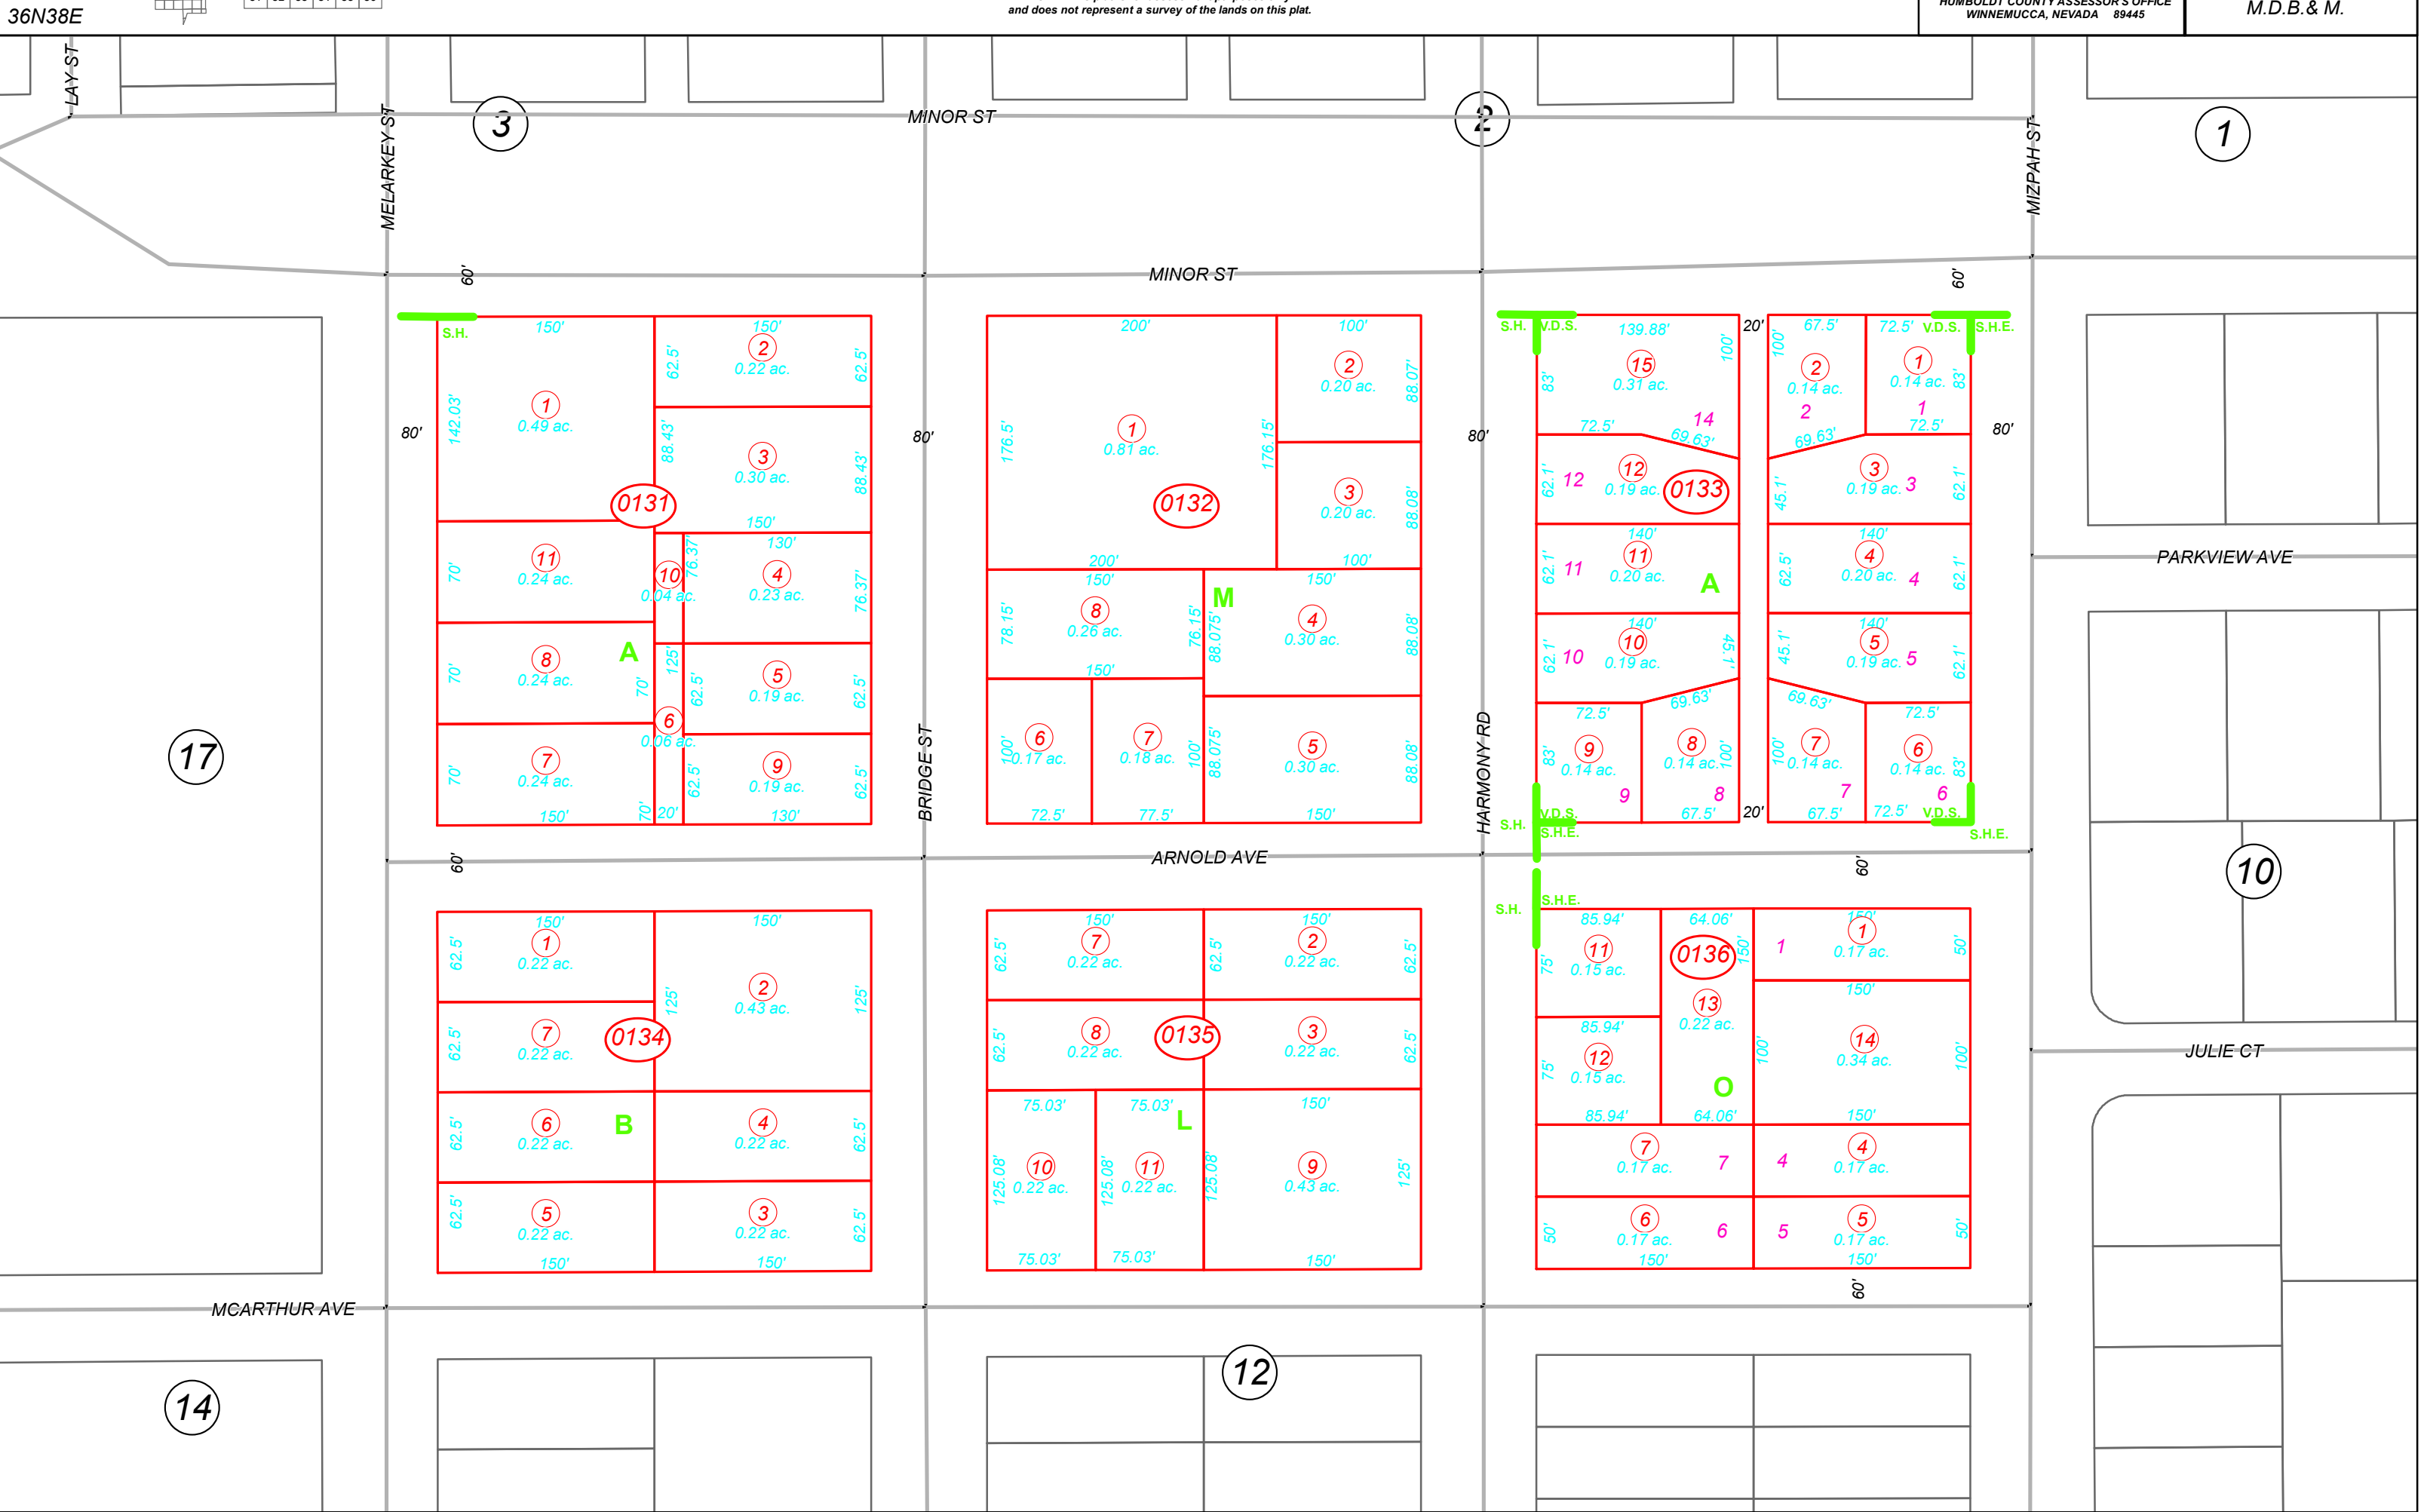 36N38E
and does not represent a survey of the lands on this plat.
HUMBOLDT COUNTY ASSESSOR'S OFFICE
WINNEMUCCA, NEVADA 89445
M.D.B.& M.
LAY ST
MELARKEY ST
3
MINOR ST
2
MIZPAH ST
1
60'
MINOR ST
60'
S.H.
150'
150'
142.03'
1
0.49 ac.
62.5'
2
0.22 ac.
62.5'
80'
88.43'
3
0.30 ac.
88.43'
0131
150'
70'
11
0.24 ac.
10
0.04 ac.
76.37'
130'
4
0.23 ac.
76.37'
70'
8
0.24 ac.
A
70'
125'
62.5'
5
0.19 ac.
62.5'
6
0.06 ac.
70'
7
0.24 ac.
150'
70'
20'
62.5'
9
0.19 ac.
62.5'
130'
80'
BRIDGE ST
200'
100'
176.5'
1
0.81 ac.
176.15'
2
0.20 ac.
88.07'
0132
3
0.20 ac.
88.08'
200'
100'
150'
150'
78.15'
8
0.26 ac.
76.15'
150'
M
88.075'
4
0.30 ac.
88.08'
100'
6
0.17 ac.
72.5'
7
0.18 ac.
100'
77.5'
88.075'
5
0.30 ac.
88.08'
150'
80'
HARMONY RD
S.H.
V.D.S.
139.88'
100'
20'
83'
15
0.31 ac.
14
72.5'
69.63'
100'
67.5'
2
0.14 ac.
2
69.63'
72.5'
V.D.S.
S.H.E.
1
0.14 ac.
83'
1
72.5'
80'
62.1'
12
12
0.19 ac.
0133
45.1'
3
0.19 ac.
3
62.1'
140'
62.1'
11
11
0.20 ac.
A
140'
62.5'
4
0.20 ac.
4
62.1'
140'
62.1'
10
10
0.19 ac.
45.1'
69.63'
140'
45.1'
5
0.19 ac.
5
62.1'
69.63'
72.5'
83'
9
0.14 ac.
9
8
0.14 ac.
100'
8
67.5'
20'
100'
7
0.14 ac.
7
67.5'
72.5'
6
0.14 ac.
83'
6
72.5'
V.D.S.
S.H.E.
S.H.
V.D.S.
S.H.E.
PARKVIEW AVE
17
60'
ARNOLD AVE
60'
10
150'
150'
62.5'
1
0.22 ac.
125'
2
0.43 ac.
125'
62.5'
7
0.22 ac.
0134
62.5'
6
0.22 ac.
B
4
0.22 ac.
62.5'
62.5'
5
0.22 ac.
150'
3
0.22 ac.
62.5'
150'
150'
150'
62.5'
7
0.22 ac.
62.5'
2
0.22 ac.
62.5'
62.5'
8
0.22 ac.
0135
3
0.22 ac.
62.5'
75.03'
75.03'
L
150'
125.08'
10
0.22 ac.
125.08'
11
0.22 ac.
125.08'
9
0.43 ac.
125'
75.03'
75.03'
150'
S.H.
S.H.E.
85.94'
64.06'
150'
75'
11
0.15 ac.
0136
150'
1
1
0.17 ac.
50'
150'
85.94'
75'
12
0.15 ac.
13
0.22 ac.
O
100'
14
0.34 ac.
100'
85.94'
64.06'
150'
7
0.17 ac.
7
4
4
0.17 ac.
50'
6
0.17 ac.
6
150'
5
5
0.17 ac.
50'
150'
JULIE CT
60'
MCARTHUR AVE
14
12